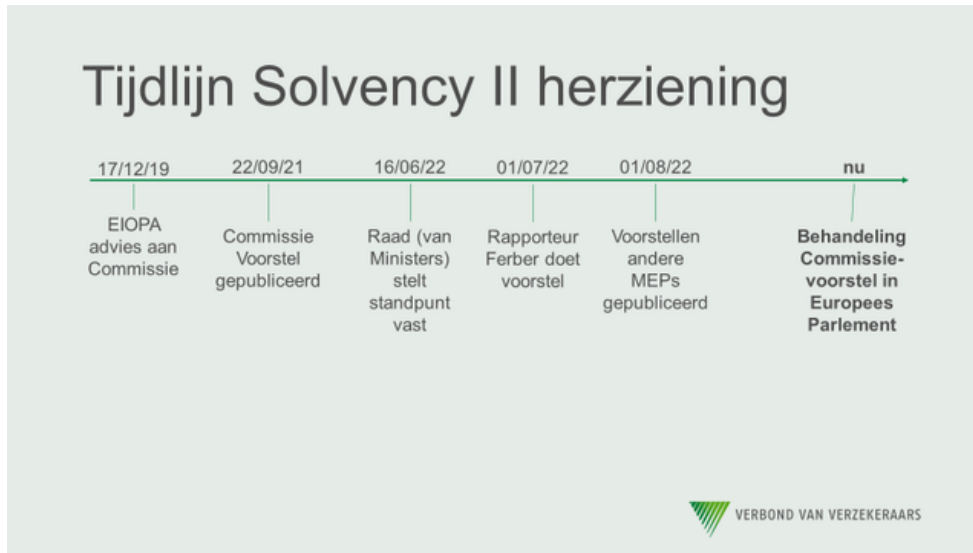 Tijdlijn Solvency II herziening
17/12/19
22/09/21
16/06/22
01/07/22
01/08/22
nu
EIOPA
advies aan
Commissie
Commissie
Voorstel
gepubliceerd
Raad (van
Ministers)
stelt
standpunt
vast
Rapporteur
Ferber doet
voorstel
Voorstellen
andere
MEPs
gepubliceerd
Behandeling
Commissie-
voorstel in
Europees
Parlement
VERBOND VAN VERZEKERAARS